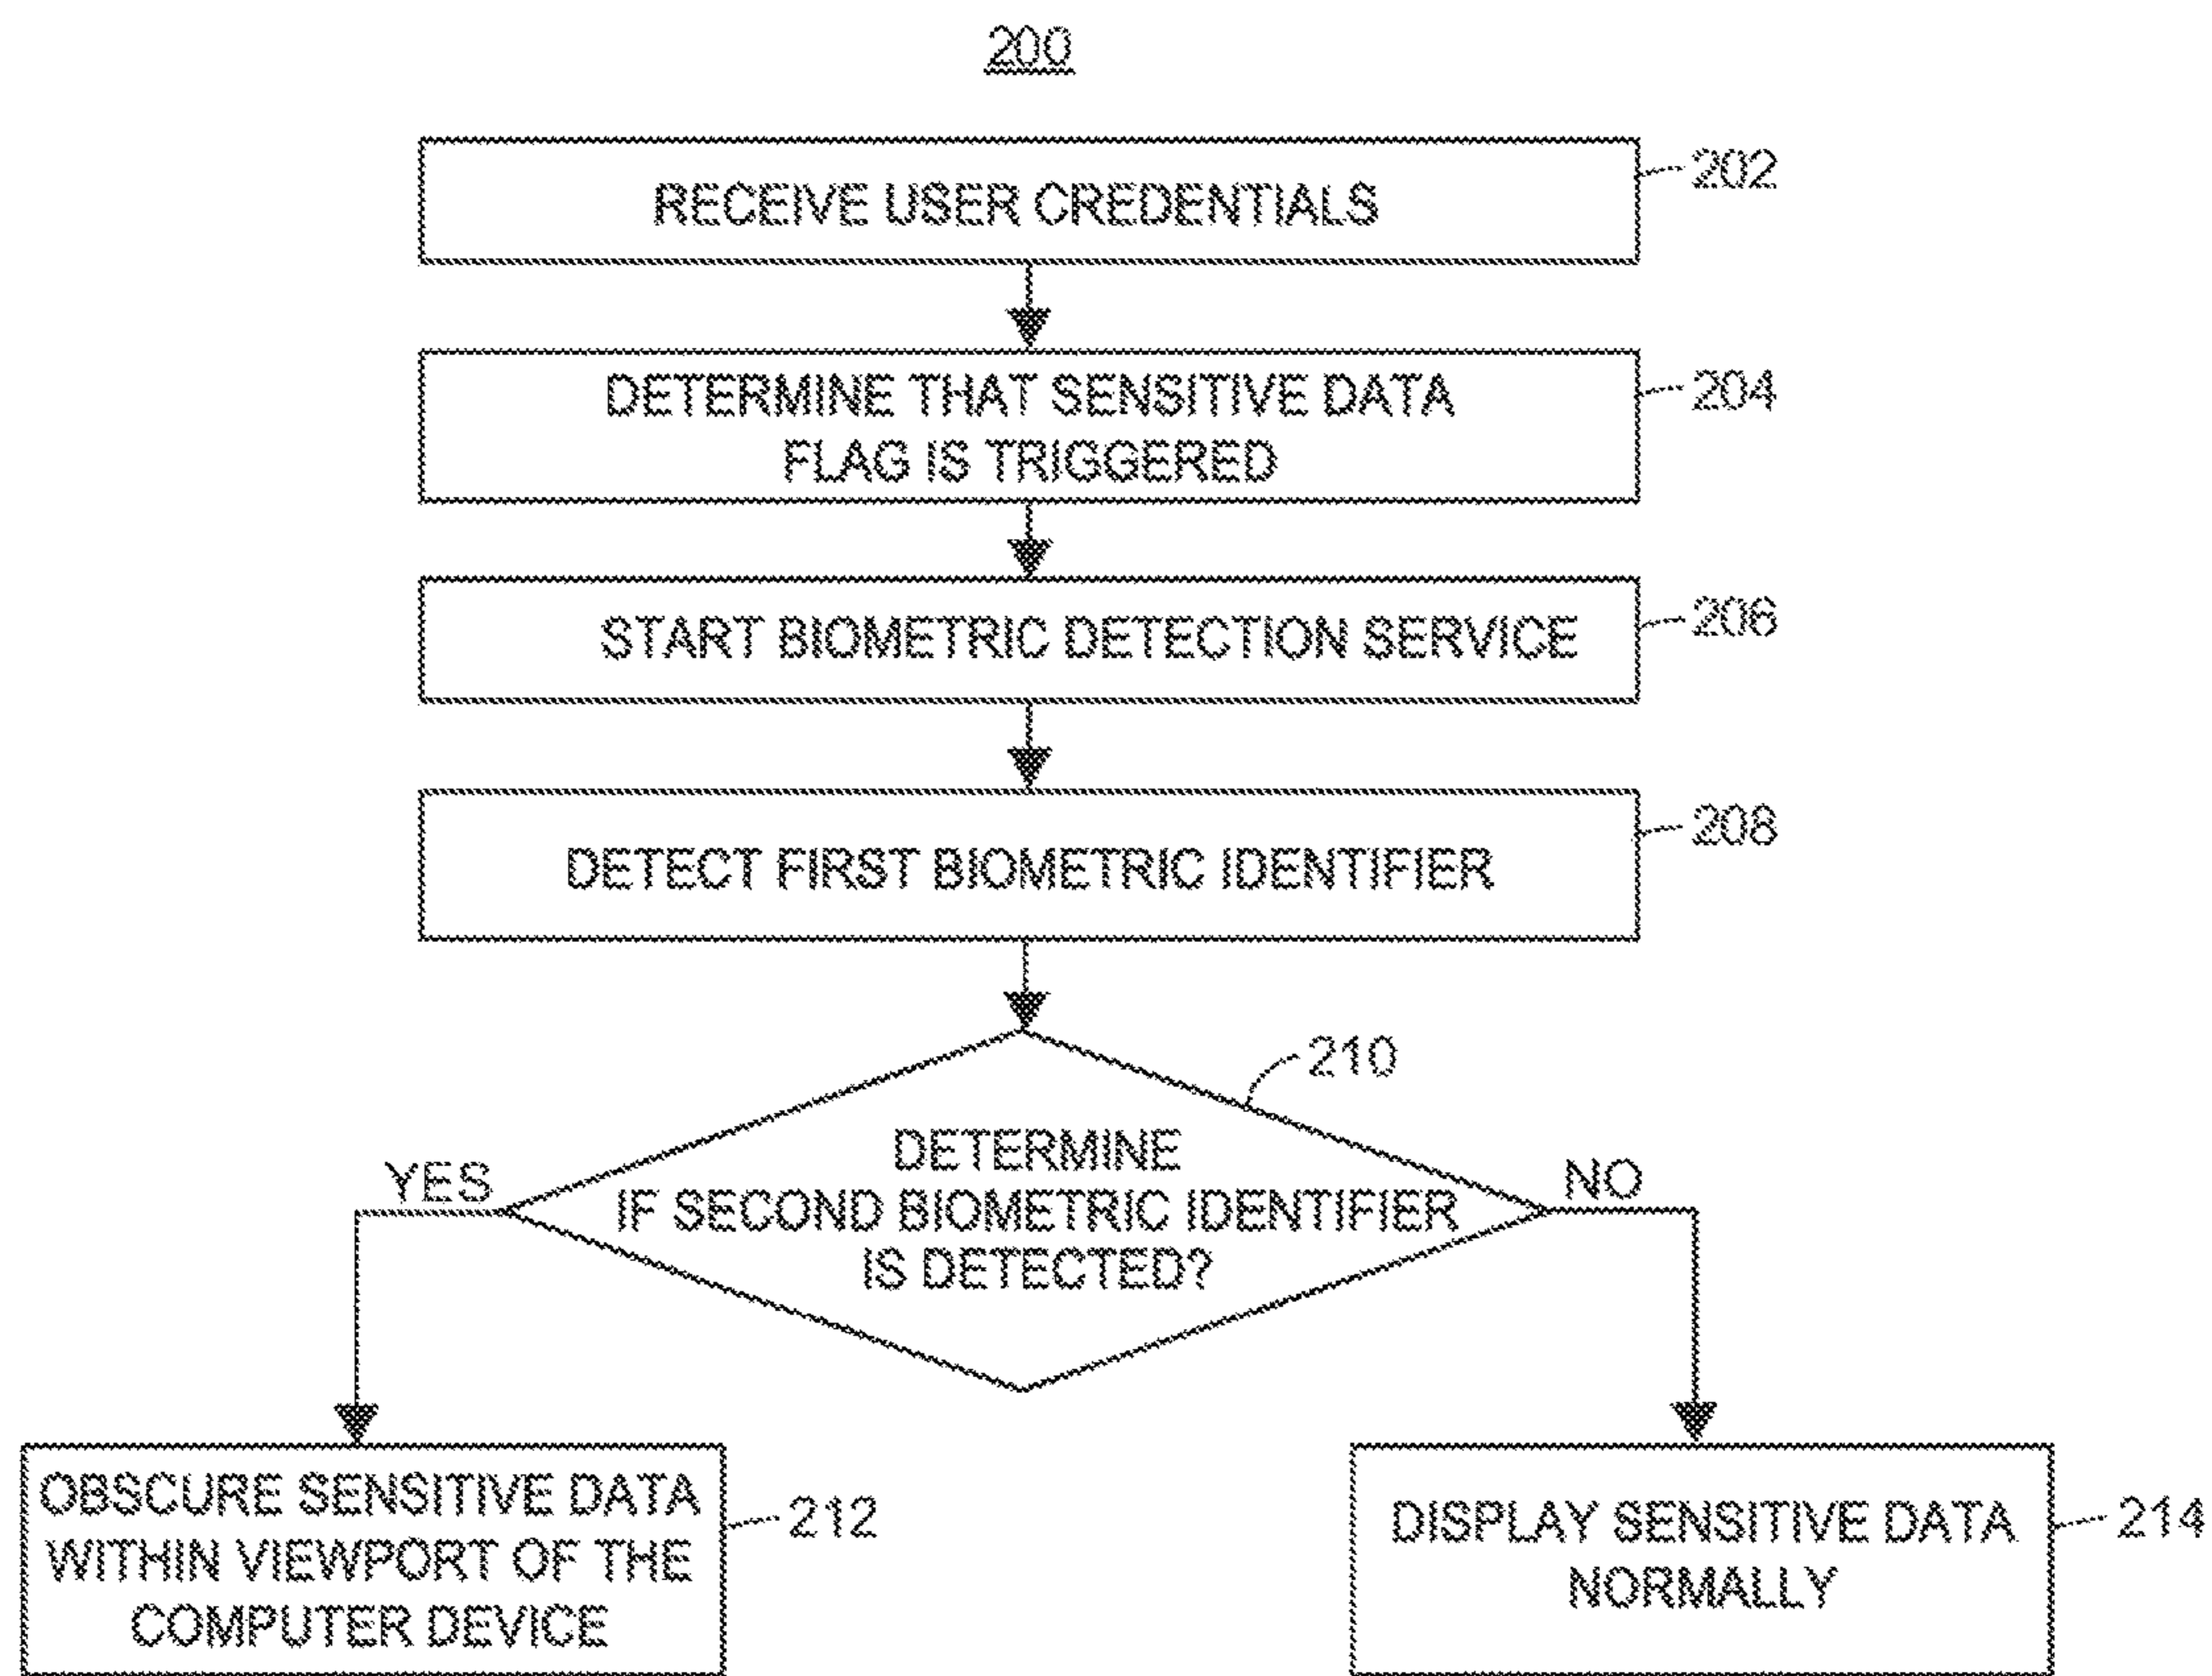 200
RECEIVE USER CREDENTIALS
202
DETERMINE THAT SENSITIVE DATA
FLAG IS TRIGGERED
204
START BIOMETRIC DETECTION SERVICE
206
DETECT FIRST BIOMETRIC IDENTIFIER
208
210
DETERMINE
IF SECOND BIOMETRIC IDENTIFIER
IS DETECTED?
YES
NO
OBSCURE SENSITIVE DATA
WITHIN VIEWPORT OF THE
COMPUTER DEVICE
212
DISPLAY SENSITIVE DATA
NORMALLY
214